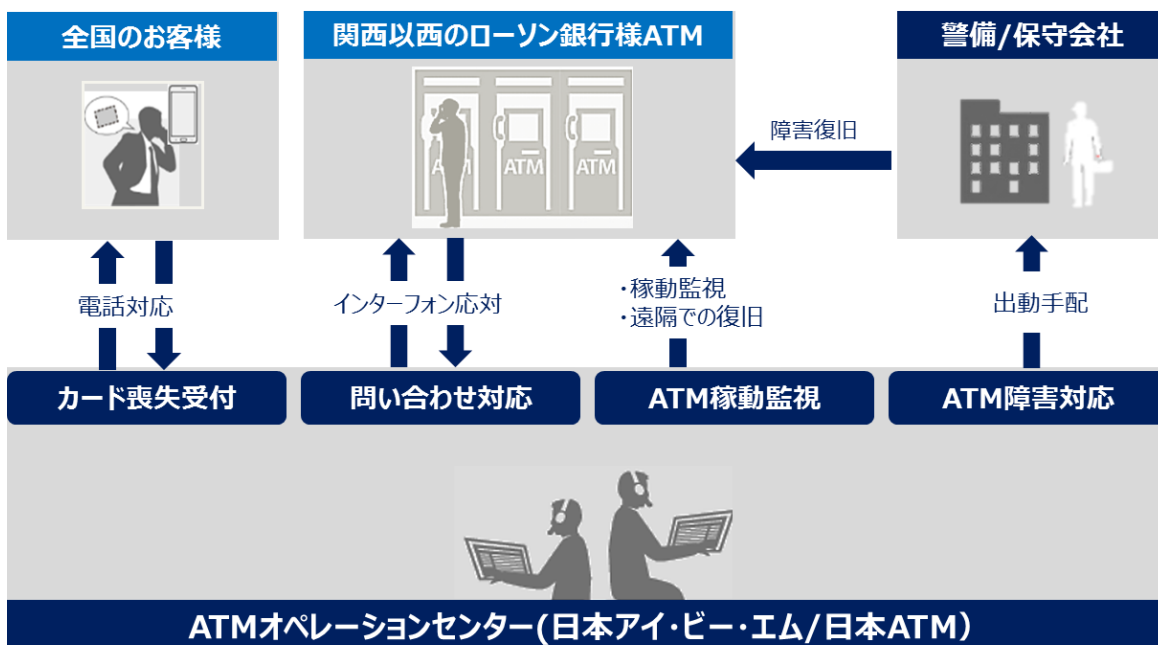 全国のお客様
関西以西のローソン銀行様ATM
警備/保守会社
障害復旧
ATM
ATM
ATM
電話対応
インターフォン応対
・稼動監視
・遠隔での復旧
出動手配
カード喪失受付
問い合わせ対応
ATM稼動監視
ATM障害対応
ATMオペレーションセンター(日本アイ・ビー・エム/日本ATM）